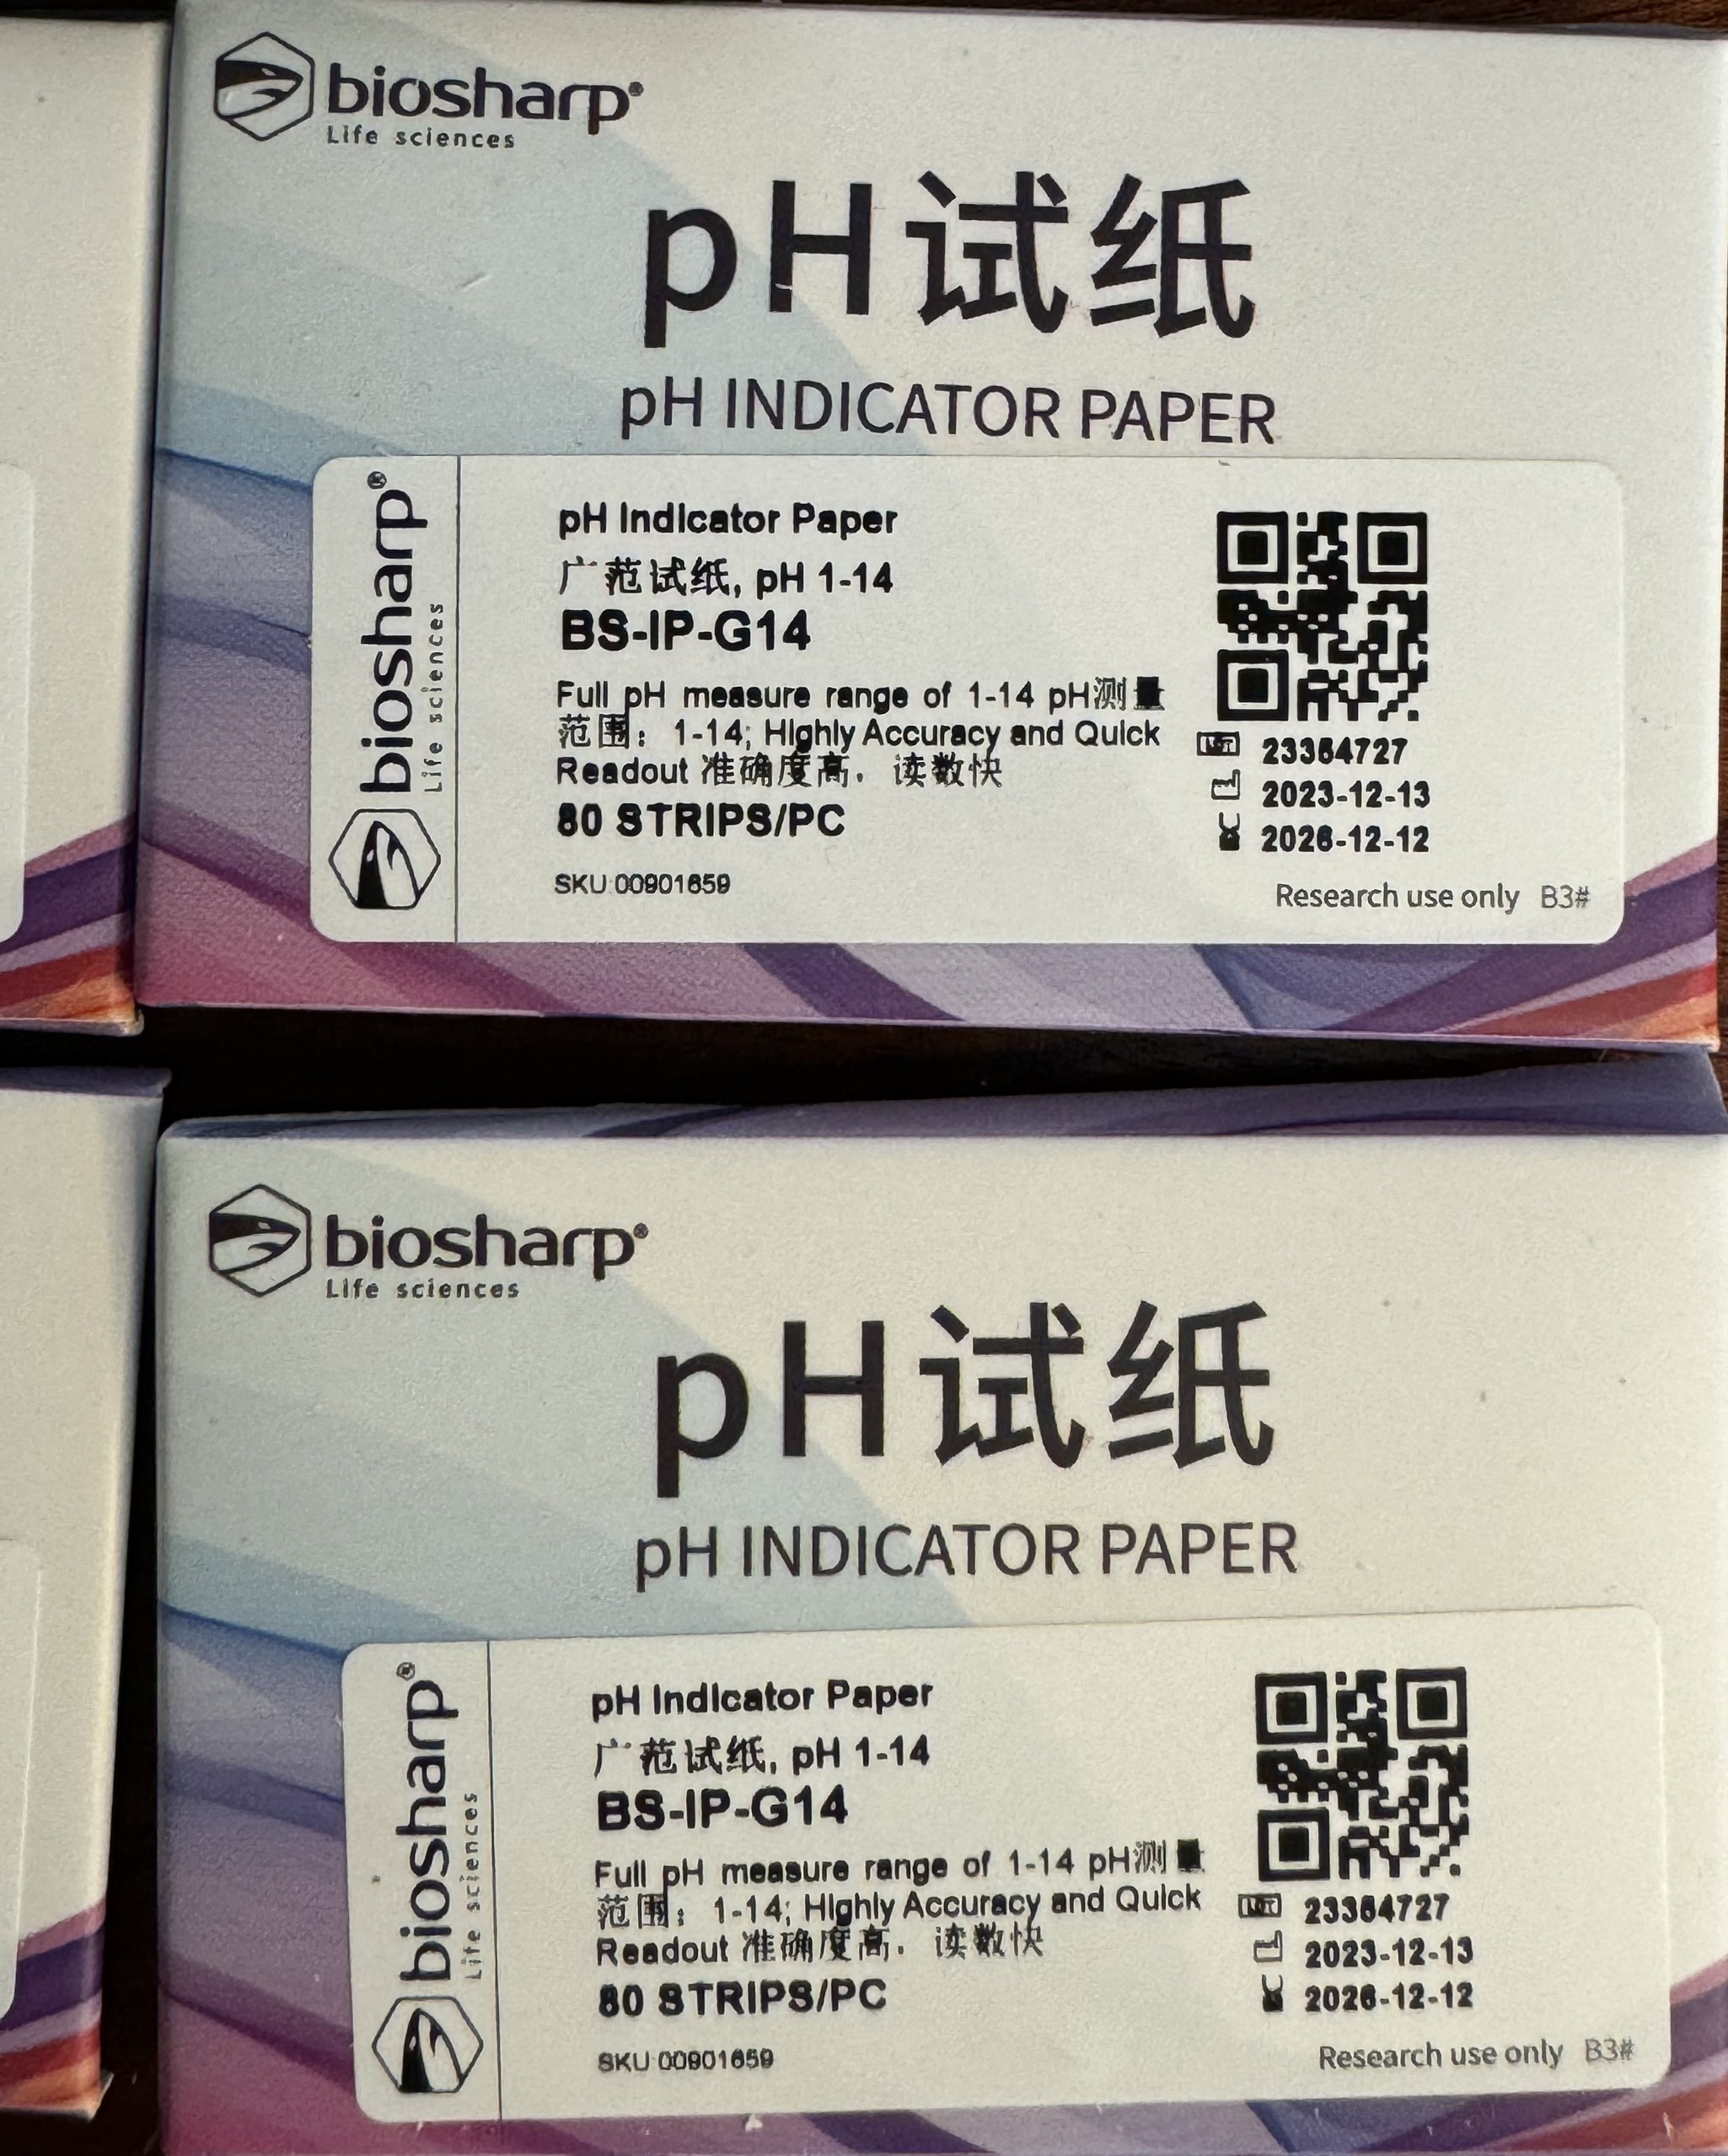 biosharp®
Life sciences
pH试纸
pH INDICATOR PAPER
biosharp®
Life sciences
pH Indicator Paper
广范试纸, pH 1-14
BS-IP-G14
Full pH measure range of 1-14 pH测量
范围：1-14; Highly Accuracy and Quick
Readout 准确度高，读数快
80 STRIPS/PC
SKU:00901659
LOT 23364727
2023-12-13
2026-12-12
Research use only B3#
biosharp®
Life sciences
pH试纸
pH INDICATOR PAPER
biosharp®
Life sciences
pH Indicator Paper
广范试纸, pH 1-14
BS-IP-G14
Full pH measure range of 1-14 pH测量
范围：1-14; Highly Accuracy and Quick
Readout 准确度高，读数快
80 STRIPS/PC
SKU:00901659
LOT 23364727
2023-12-13
2026-12-12
Research use only B3#